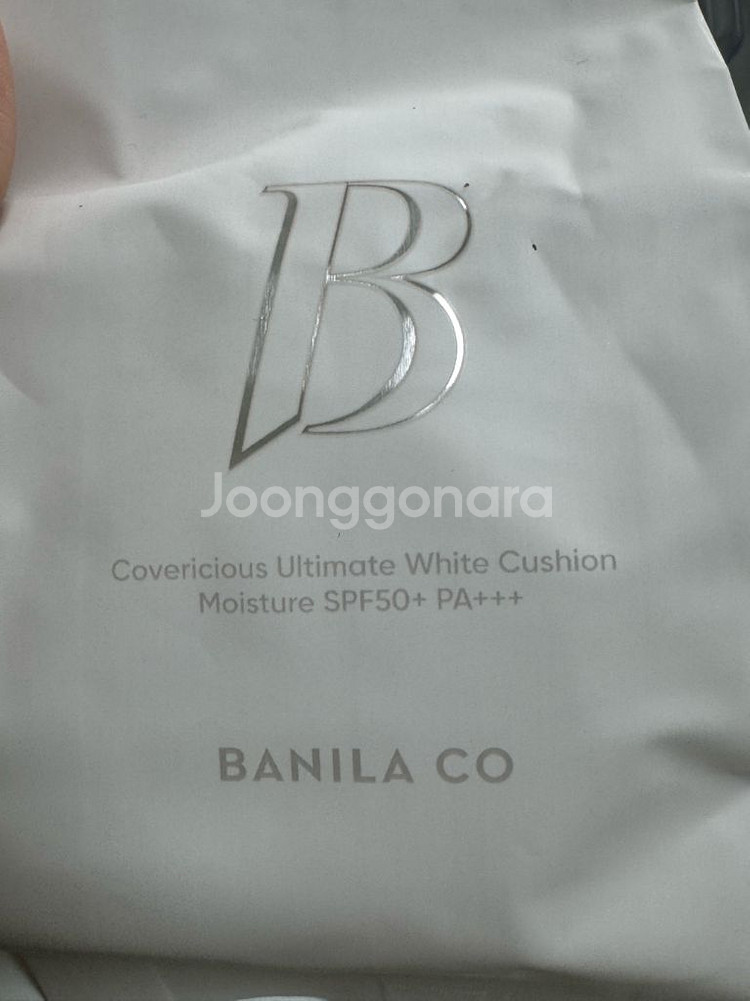 B
Joonggonara
Covericious Ultimate White Cushion
Moisture SPF50+ PA+++
BANILA CO